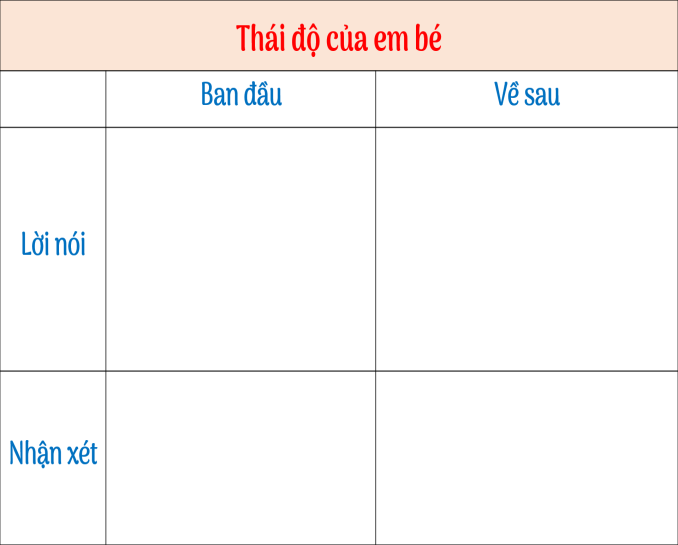 Thái độ của em bé
Ban đầu
Về sau
Lời nói
Nhận xét